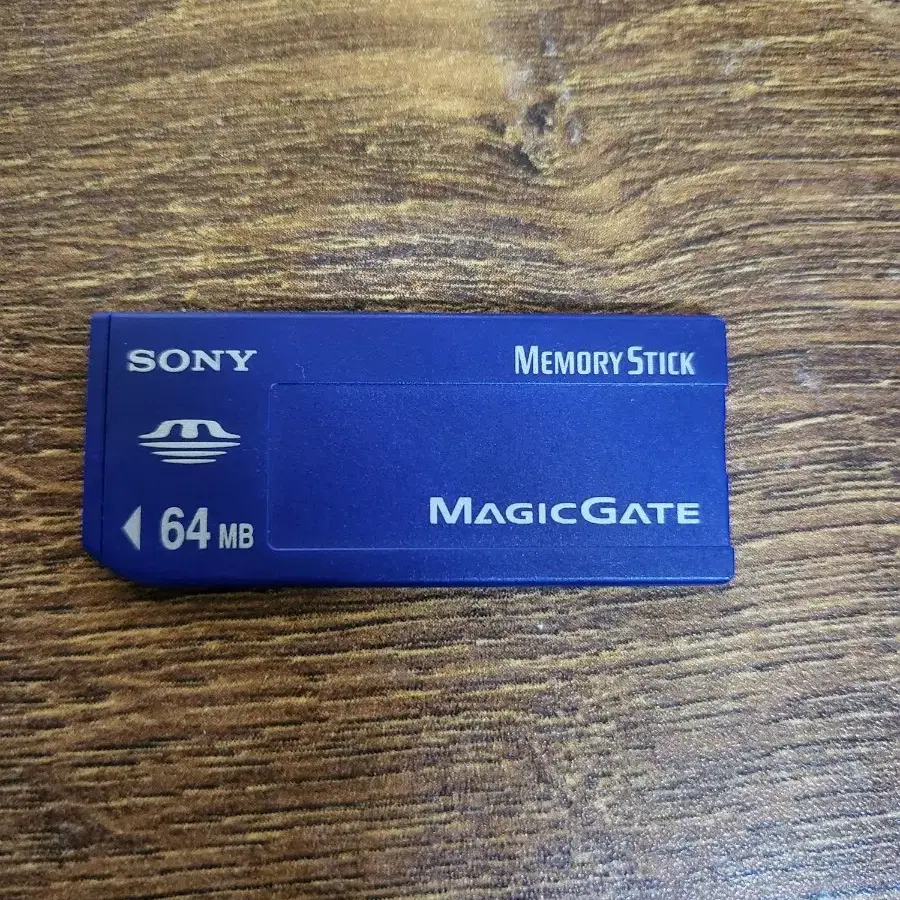 SONY
MEMORY STICK
MAGICGATE
64 MB